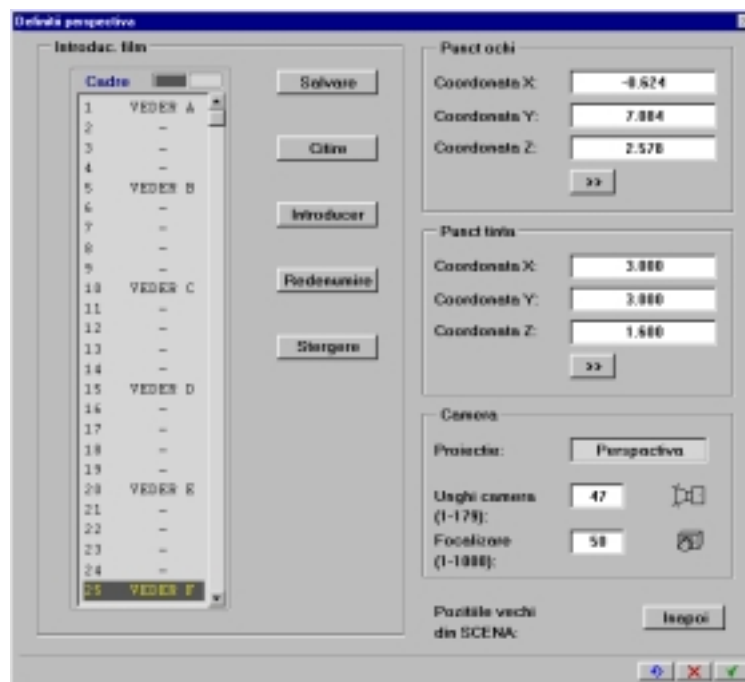 Definitii perspectiva
Introduc. film
Cadre
1 VEDER A
2 -
3 -
4 -
5 VEDER B
6 -
7 -
8 -
9 -
10 VEDER C
11 -
12 -
13 -
14 -
15 VEDER D
16 -
17 -
18 -
19 -
20 VEDER E
21 -
22 -
23 -
24 -
25 VEDER F
Salvare
Citire
Introducer
Redenumire
Stergere
Punct ochi
Coordonata X: -0.624
Coordonata Y: 7.084
Coordonata Z: 2.570
>>
Punct tinta
Coordonata X: 3.000
Coordonata Y: 3.000
Coordonata Z: 1.600
>>
Camera
Proiectie: Perspactiva
Unghi camera 47
(1-179):
Focalizare 50
(1-1000):
Pozitiile vechi
din SCENA: Inapoi